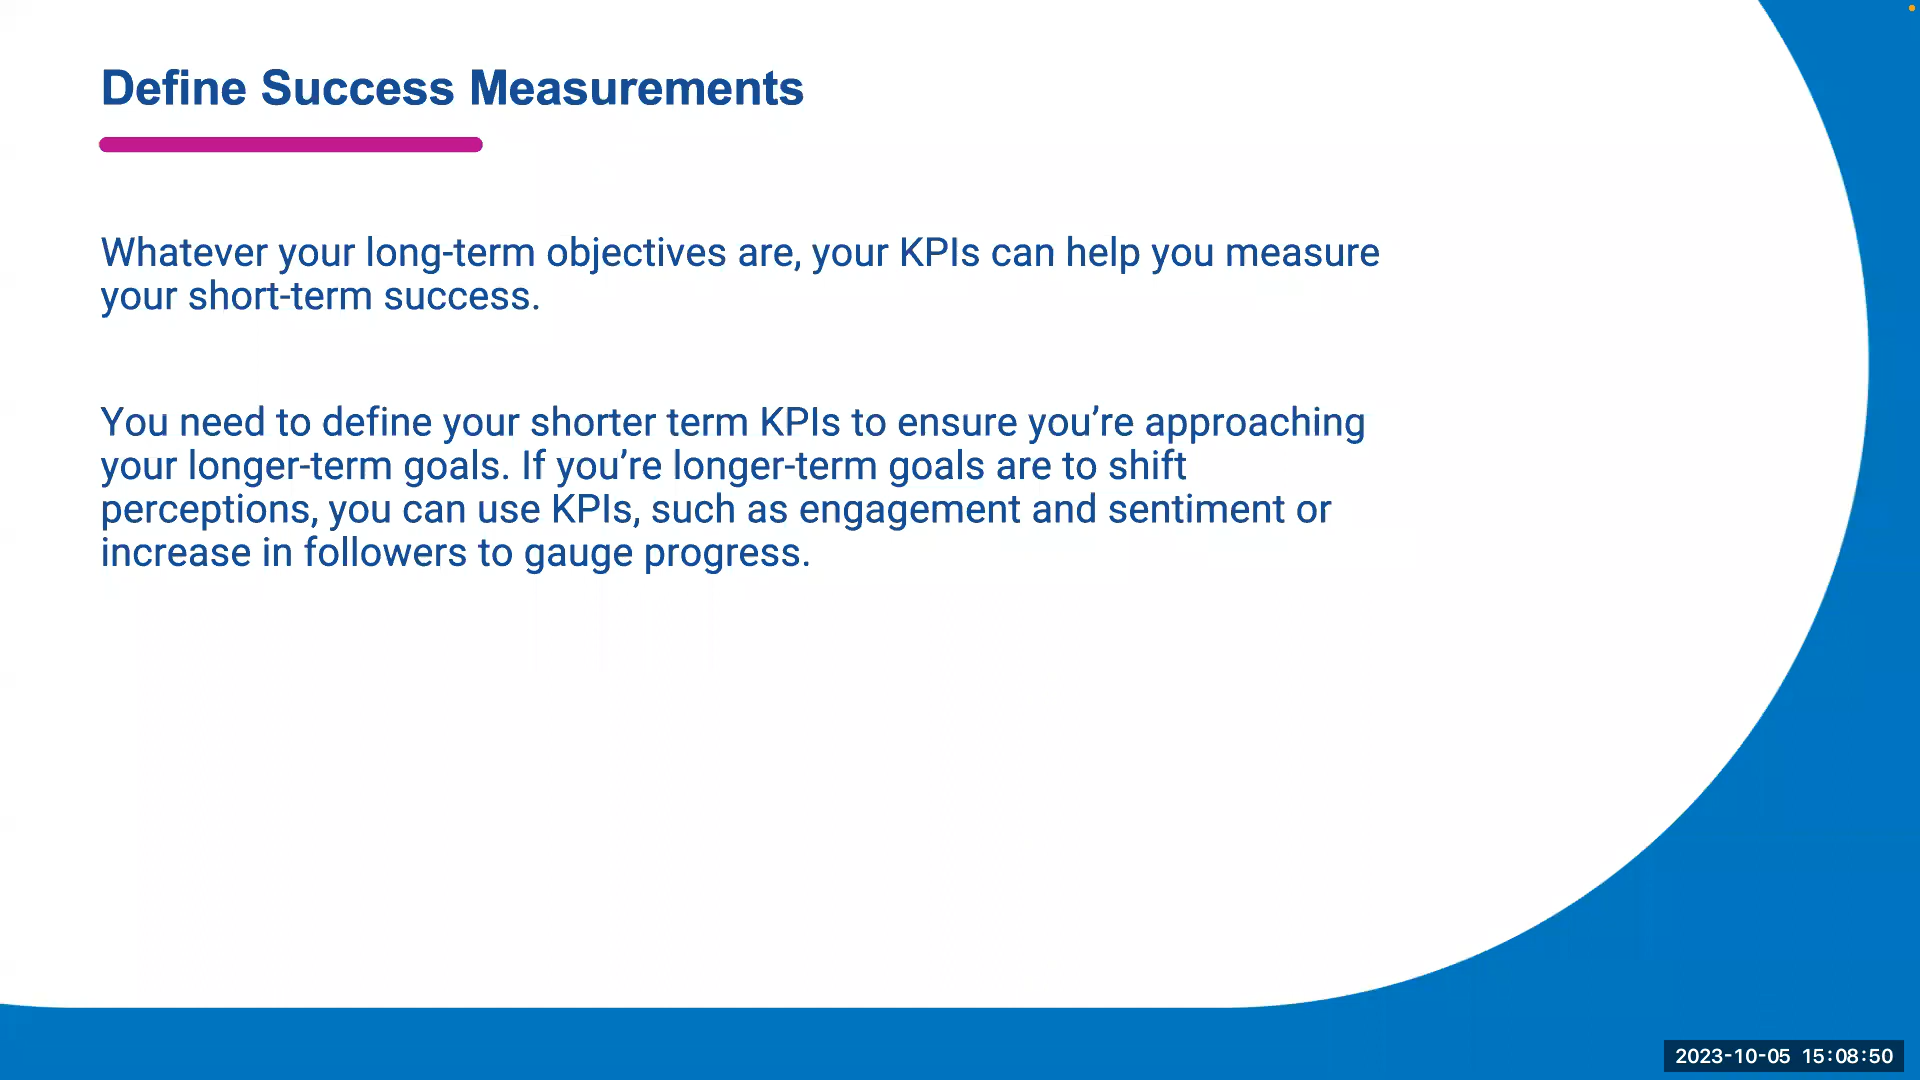 Define Success Measurements
Whatever your long-term objectives are, your KPIs can help you measure
your short-term success.
You need to define your shorter term KPIs to ensure you’re approaching
your longer-term goals. If you’re longer-term goals are to shift
perceptions, you can use KPIs, such as engagement and sentiment or
increase in followers to gauge progress.
2023-10-05 15:08:50